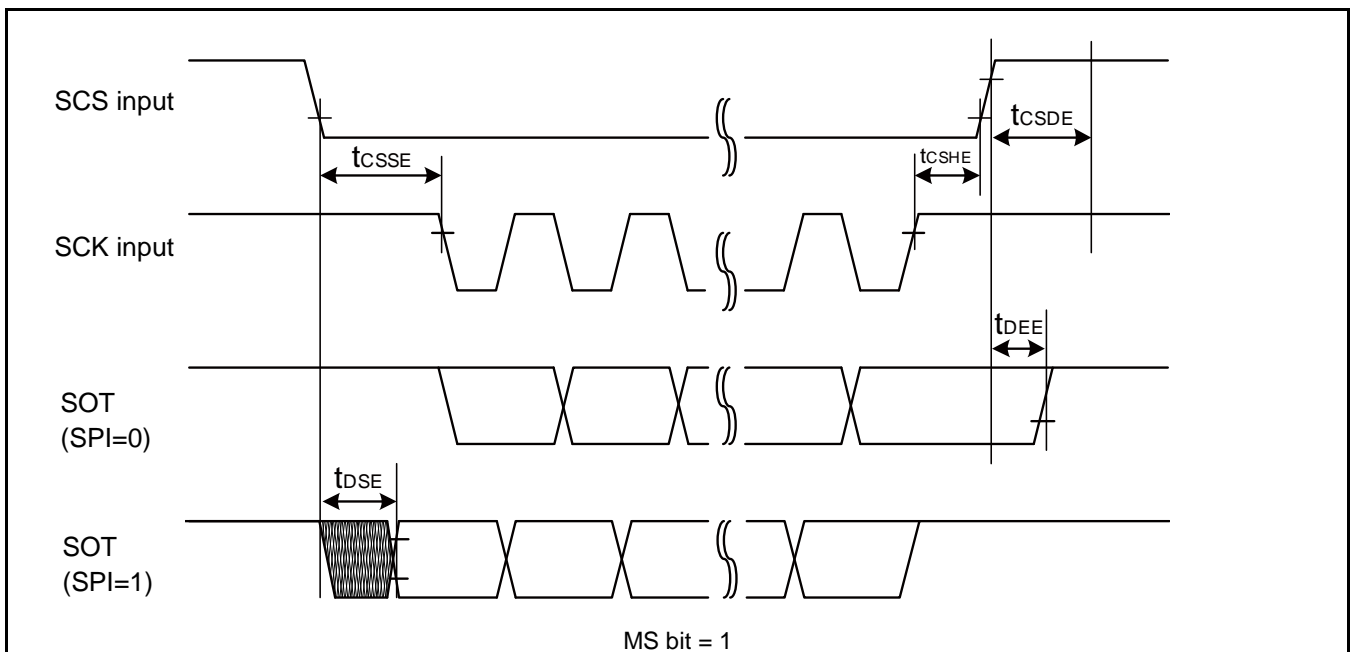 SCS input
tCSDE
tCSSE
tCSHE
SCK input
tDEE
SOT
(SPI=0)
tDSE
SOT
(SPI=1)
MS bit = 1